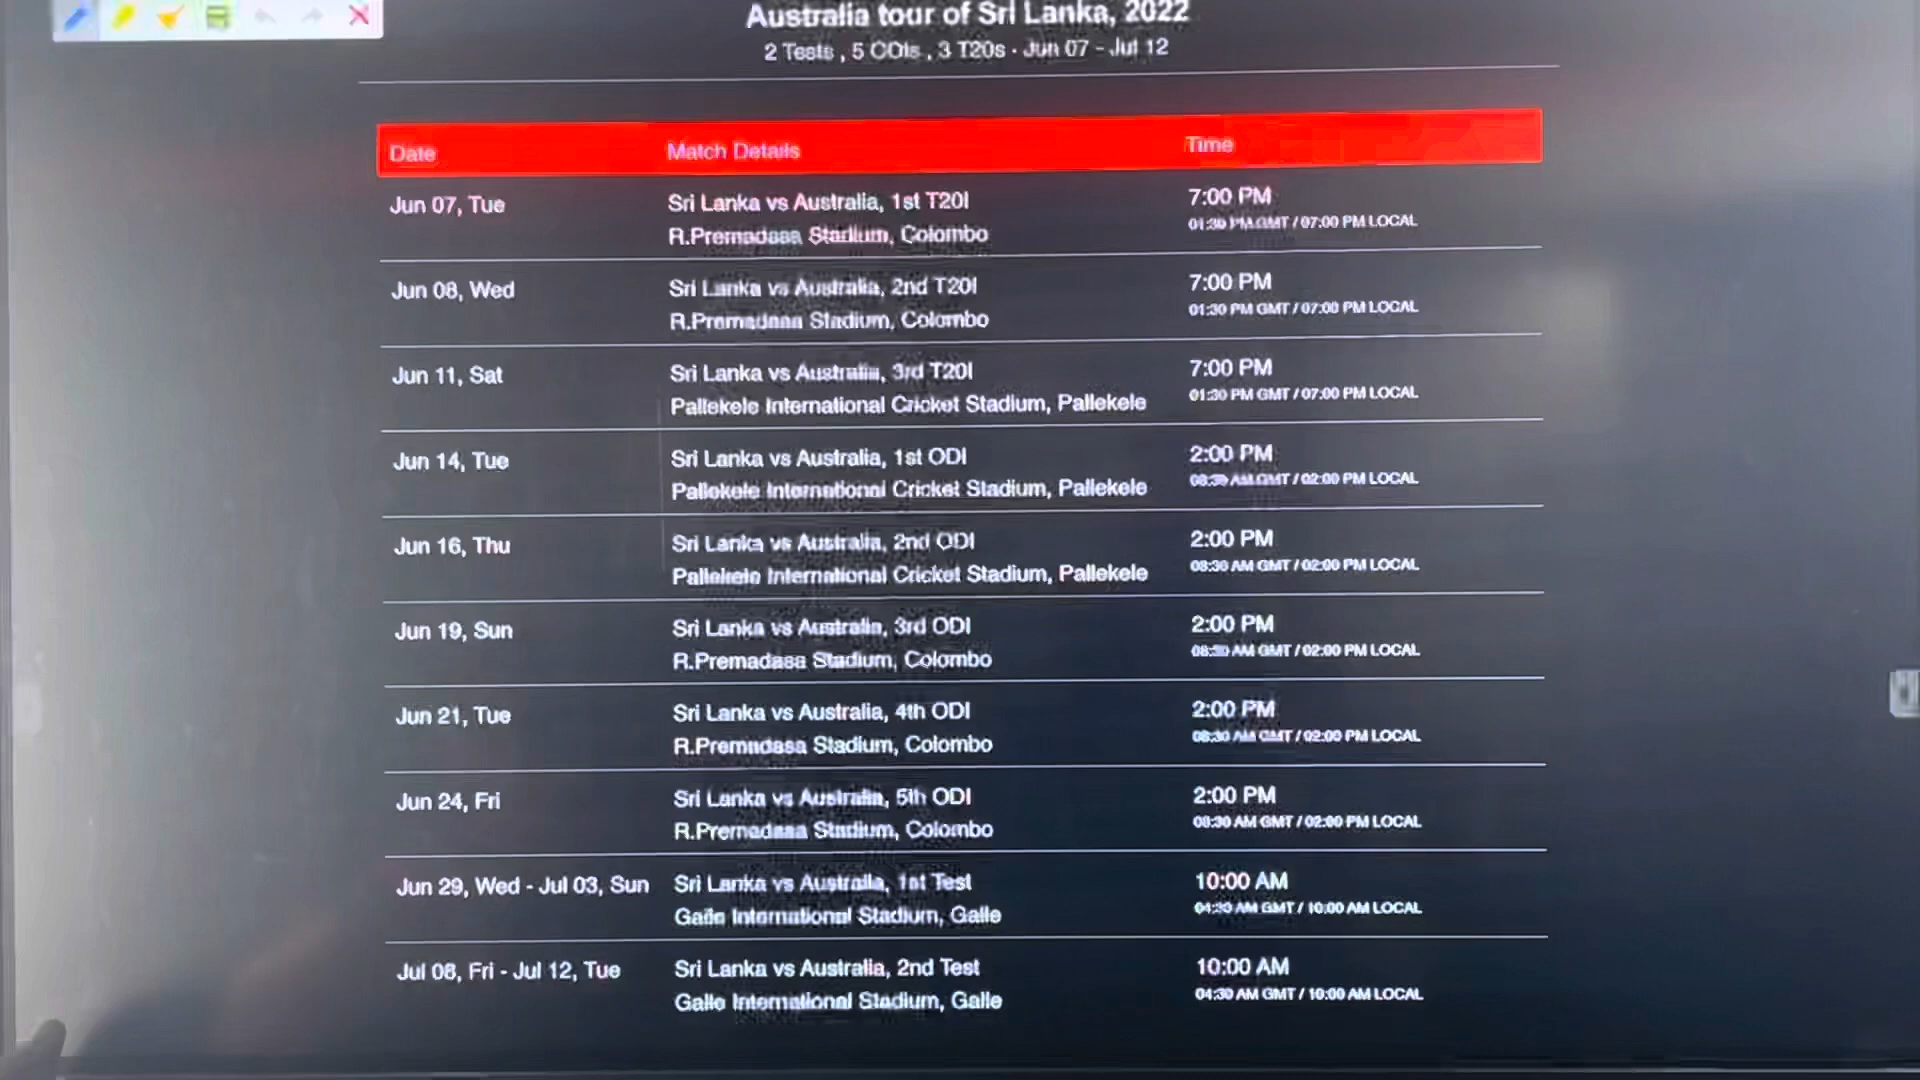 Australia tour of Sri Lanka, 2022
2 Tests , 5 ODIs , 3 T20s · Jun 07 - Jul 12
Date Match Details Time
Jun 07, Tue Sri Lanka vs Australia, 1st T20I 7:00 PM
R.Premadasa Stadium, Colombo 01:30 PM GMT / 07:00 PM LOCAL
Jun 08, Wed Sri Lanka vs Australia, 2nd T20I 7:00 PM
R.Premadasa Stadium, Colombo 01:30 PM GMT / 07:00 PM LOCAL
Jun 11, Sat Sri Lanka vs Australia, 3rd T20I 7:00 PM
Pallekele International Cricket Stadium, Pallekele 01:30 PM GMT / 07:00 PM LOCAL
Jun 14, Tue Sri Lanka vs Australia, 1st ODI 2:00 PM
Pallekele International Cricket Stadium, Pallekele 08:30 AM GMT / 02:00 PM LOCAL
Jun 16, Thu Sri Lanka vs Australia, 2nd ODI 2:00 PM
Pallekele International Cricket Stadium, Pallekele 08:30 AM GMT / 02:00 PM LOCAL
Jun 19, Sun Sri Lanka vs Australia, 3rd ODI 2:00 PM
R.Premadasa Stadium, Colombo 08:30 AM GMT / 02:00 PM LOCAL
Jun 21, Tue Sri Lanka vs Australia, 4th ODI 2:00 PM
R.Premadasa Stadium, Colombo 08:30 AM GMT / 02:00 PM LOCAL
Jun 24, Fri Sri Lanka vs Australia, 5th ODI 2:00 PM
R.Premadasa Stadium, Colombo 08:30 AM GMT / 02:00 PM LOCAL
Jun 29, Wed - Jul 03, Sun Sri Lanka vs Australia, 1st Test 10:00 AM
Galle International Stadium, Galle 04:30 AM GMT / 10:00 AM LOCAL
Jul 08, Fri - Jul 12, Tue Sri Lanka vs Australia, 2nd Test 10:00 AM
Galle International Stadium, Galle 04:30 AM GMT / 10:00 AM LOCAL